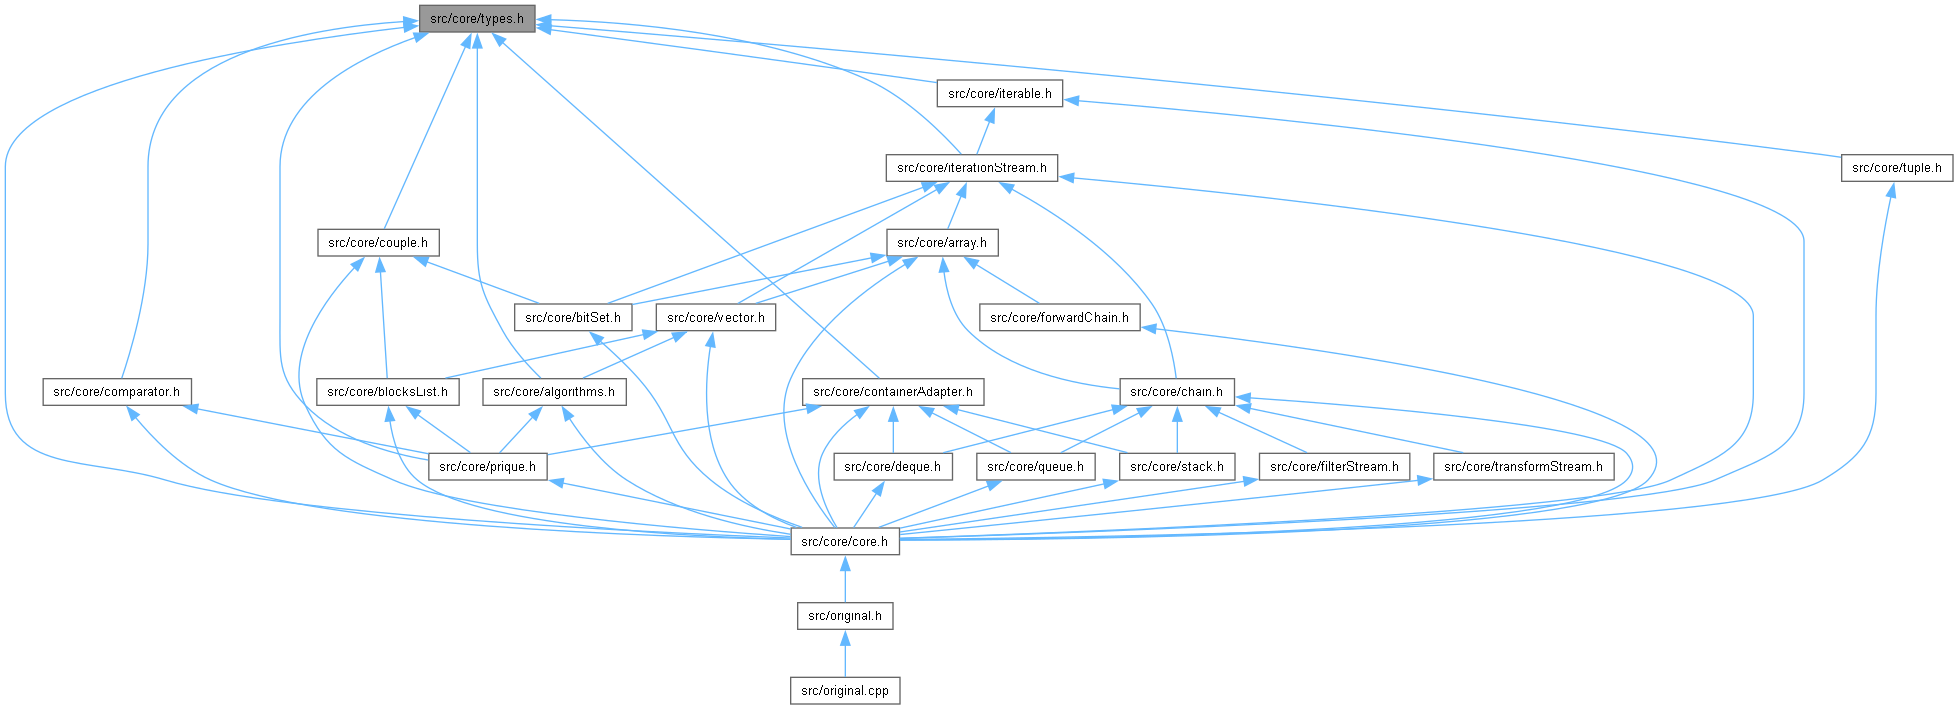 src/core/types.h
src/core/iterable.h
src/core/iterationStream.h
src/core/tuple.h
src/core/couple.h
src/core/array.h
src/core/bitSet.h
src/core/vector.h
src/core/forwardChain.h
src/core/comparator.h
src/core/blocksList.h
src/core/algorithms.h
src/core/containerAdapter.h
src/core/chain.h
src/core/prique.h
src/core/deque.h
src/core/queue.h
src/core/stack.h
src/core/filterStream.h
src/core/transformStream.h
src/core/core.h
src/original.h
src/original.cpp